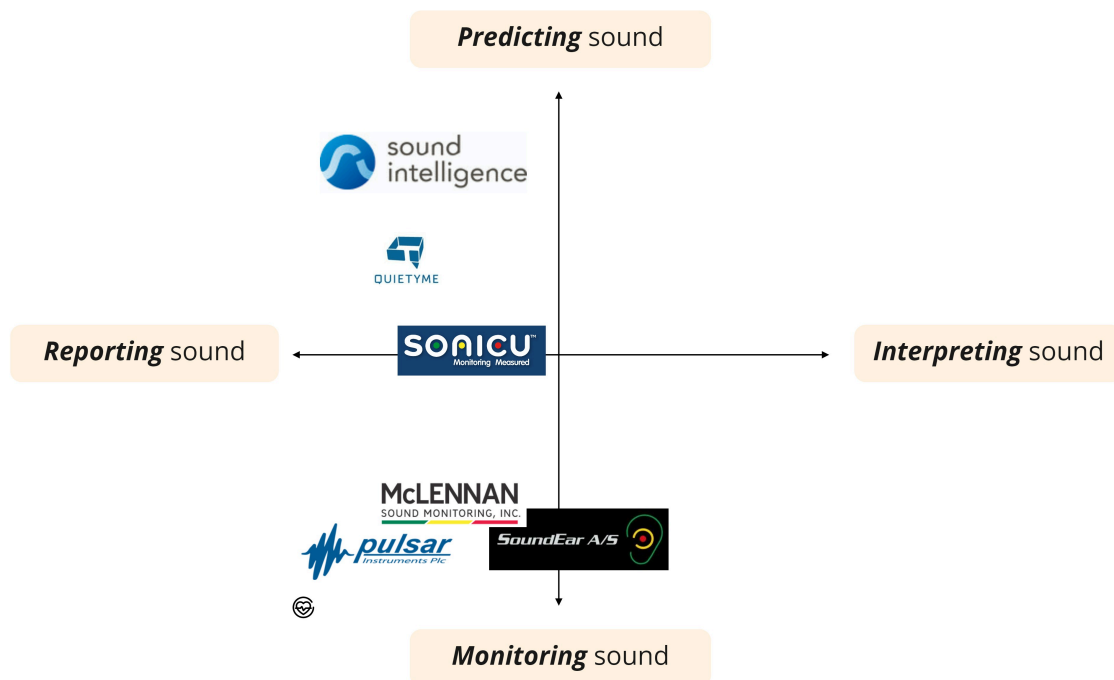 Predicting sound
sound
intelligence
QUIETYME
Reporting sound
SONICU™
Monitoring Measured
Interpreting sound
McLENNAN
SOUND MONITORING, INC.
SoundEar A/S
pulsar
Instruments Plc
Monitoring sound